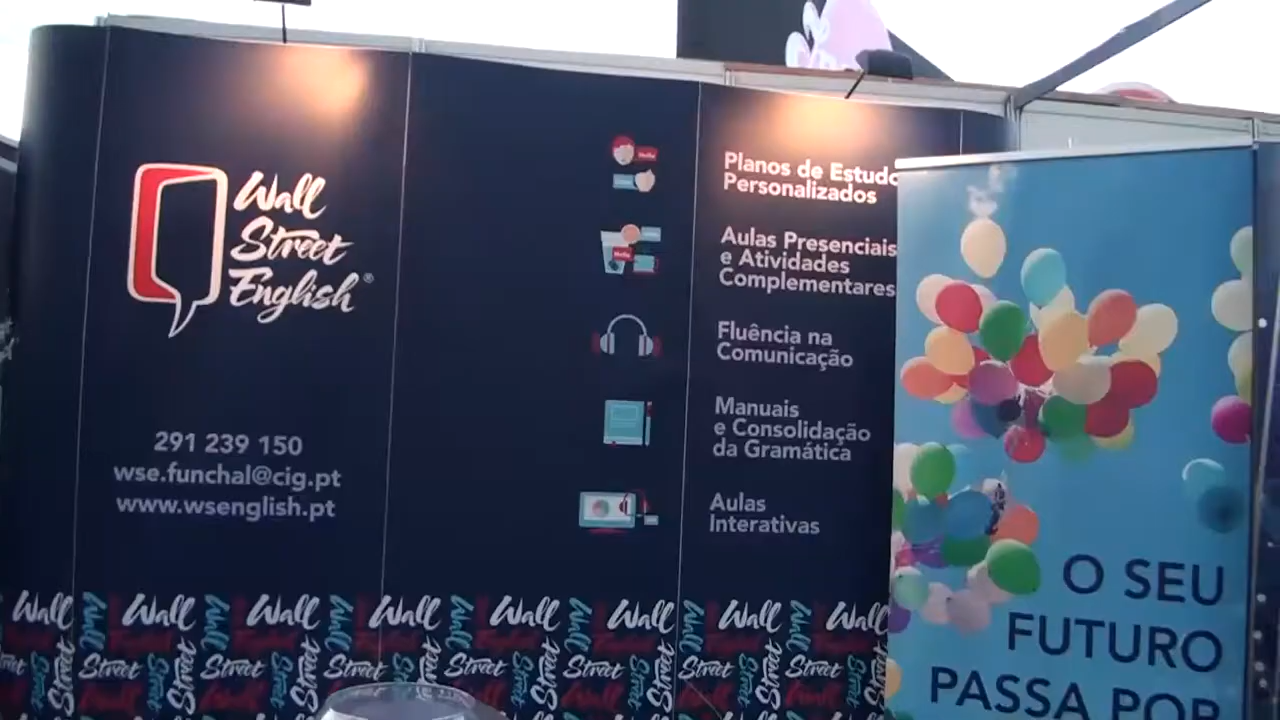 Wall
Street
English®
291 239 150
wse.funchal@cig.pt
www.wsenglish.pt
Planos de Estudo
Personalizados
Aulas Presenciais
e Atividades
Complementares
Fluência na
Comunicação
Manuais
e Consolidação
da Gramática
Aulas
Interativas
O SEU
FUTURO
PASSA POR
Wall Wall Wall Wall Wall Wall Wall Wall
Street Street Street Street Street Street Street